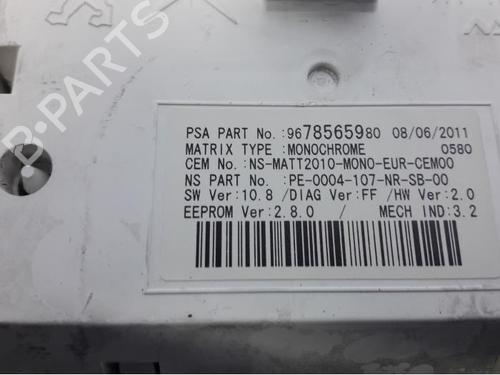 PSA PART No.:9678565980 08/06/2011
MATRIX TYPE :MONOCHROME 0580
CEM No.:NS-MATT2010-MONO-EUR-CEM00
NS PART No.:PE-0004-107-NR-SB-00
SW Ver:10.8 /DIAG Ver:FF /HW Ver:2.0
EEPROM Ver:2.8.0 / MECH IND:3.2
B-PARTS